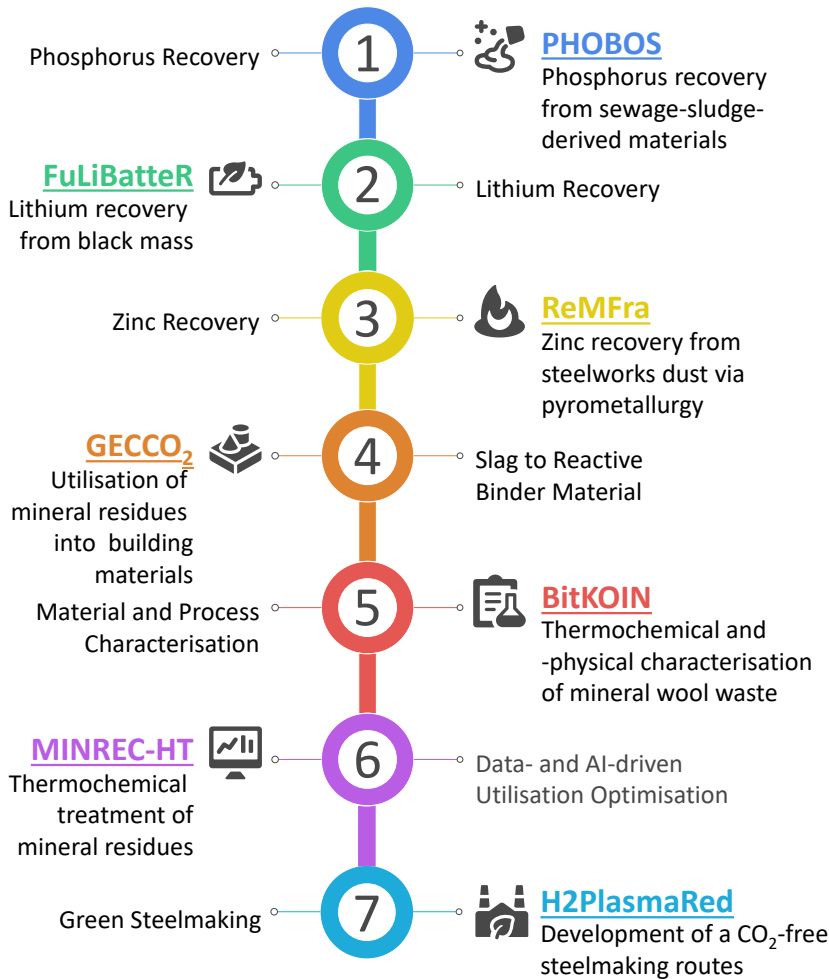 Phosphorus Recovery
1
PHOBOS
Phosphorus recovery
from sewage-sludge-
derived materials
FuLiBatteR
Lithium recovery
from black mass
2
Lithium Recovery
Zinc Recovery
3
ReMFra
Zinc recovery from
steelworks dust via
pyrometallurgy
GECCO₂
Utilisation of
mineral residues
into building
materials
4
Slag to Reactive
Binder Material
Material and Process
Characterisation
5
BitKOIN
Thermochemical and
-physical characterisation
of mineral wool waste
MINREC-HT
Thermochemical
treatment of
mineral residues
6
Data- and AI-driven
Utilisation Optimisation
Green Steelmaking
7
H2PlasmaRed
Development of a CO₂-free
steelmaking routes